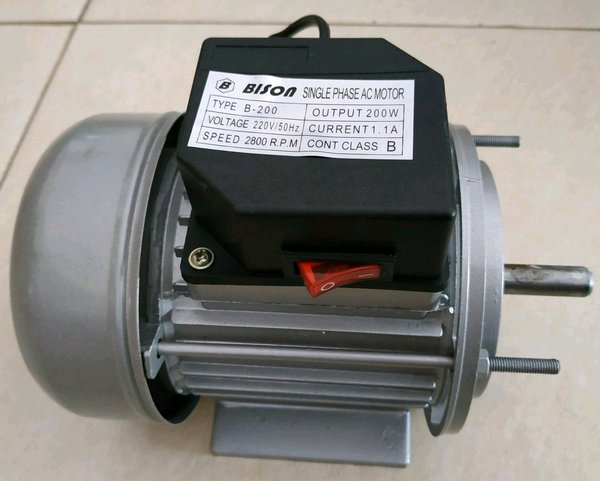 B BISON SINGLE PHASE AC MOTOR
TYPE B-200 OUTPUT 200W
VOLTAGE 220V/50Hz CURRENT 1.1A
SPEED 2800 R.P.M CONT CLASS B